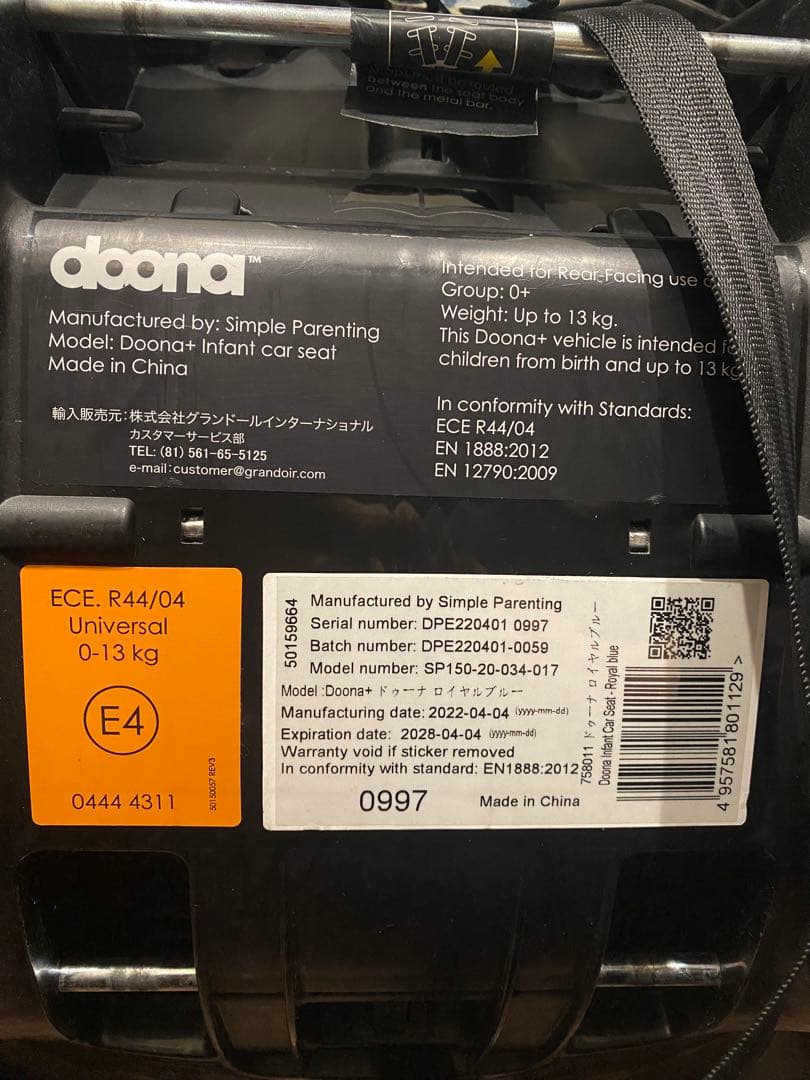 between the seat body
and the metal bar.
doona™
Manufactured by: Simple Parenting
Model: Doona+ Infant car seat
Made in China
輸入販売元：株式会社グランドールインターナショナル
カスタマーサービス部
TEL: (81) 561-65-5125
e-mail:customer@grandoir.com
Intended for Rear-Facing use
Group: 0+
Weight: Up to 13 kg.
This Doona+ vehicle is intended
children from birth and up to 13 kg
In conformity with Standards:
ECE R44/04
EN 1888:2012
EN 12790:2009
ECE. R44/04
Universal
0-13 kg
E4
0444 4311
50150057 REV3
50159664
Manufactured by Simple Parenting
Serial number: DPE220401 0997
Batch number: DPE220401-0059
Model number: SP150-20-034-017
Model :Doona+ ドゥーナ ロイヤルブルー
Manufacturing date: 2022-04-04 (yyyy-mm-dd)
Expiration date: 2028-04-04 (yyyy-mm-dd)
Warranty void if sticker removed
In conformity with standard: EN1888:2012
0997 Made in China
758011 ドゥーナ ロイヤルブルー
Doona Infant Car Seat - Royal blue
4 957581 801129 >